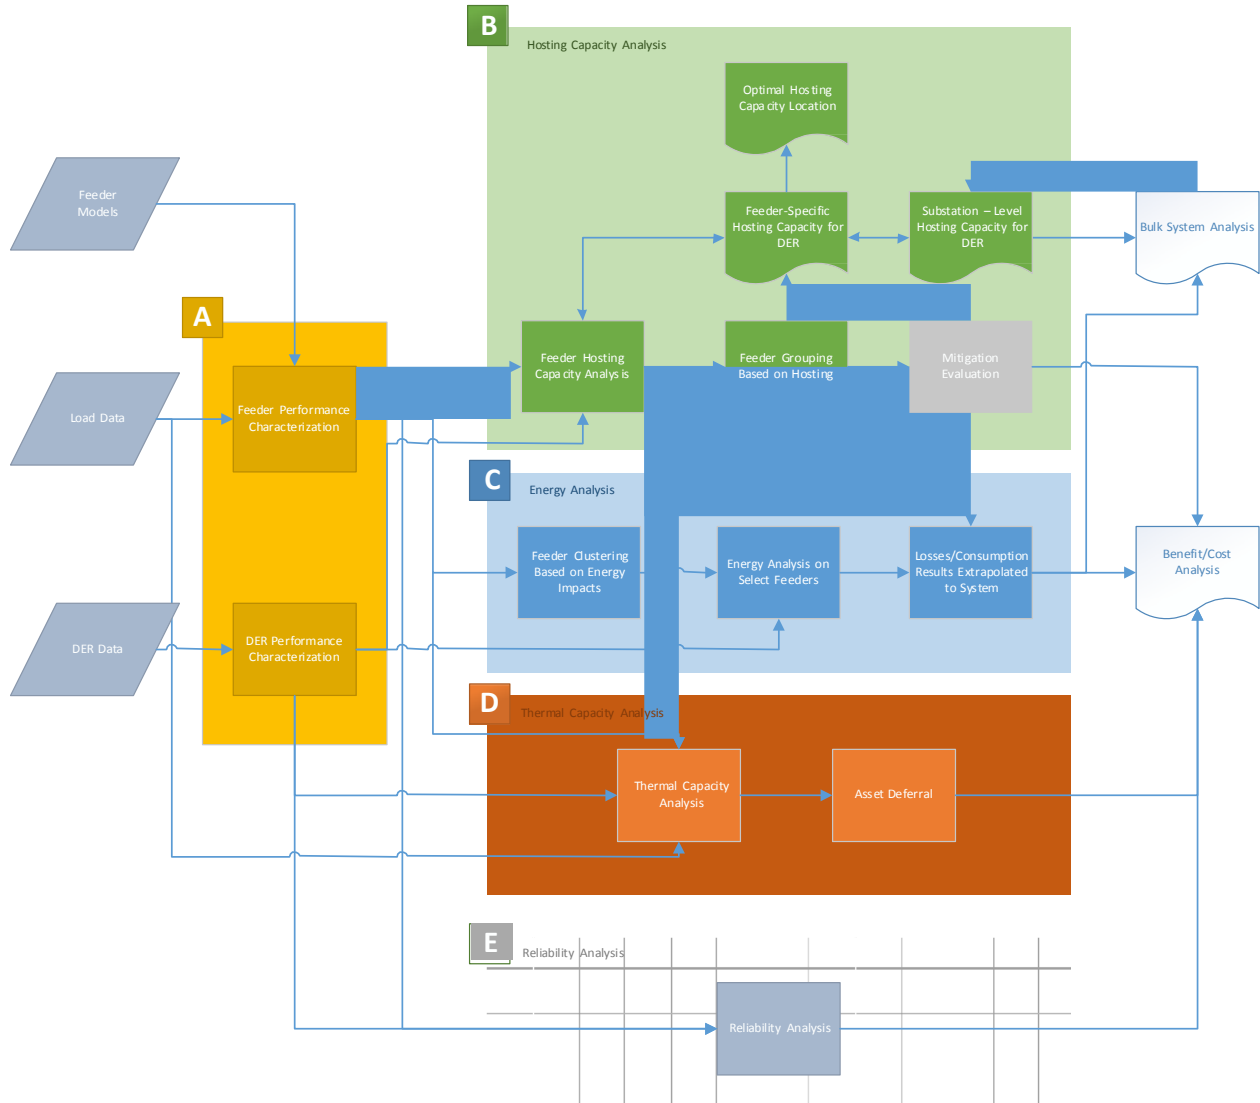 B
Hosting Capacity Analysis
Optimal Hosting
Capacity Location
Feeder
Models
Feeder-Specific
Hosting Capacity for
DER
Substation – Level
Hosting Capacity for
DER
Bulk System Analysis
A
Feeder Hosting
Capacity Analysis
Feeder Grouping
Based on Hosting
Mitigation
Evaluation
Load Data
Feeder Performance
Characterization
C
Energy Analysis
Feeder Clustering
Based on Energy
Impacts
Energy Analysis on
Select Feeders
Losses/Consumption
Results Extrapolated
to System
Benefit/Cost
Analysis
DER Data
DER Performance
Characterization
D
Thermal Capacity Analysis
Thermal Capacity
Analysis
Asset Deferral
E
Reliability Analysis
Reliability Analysis